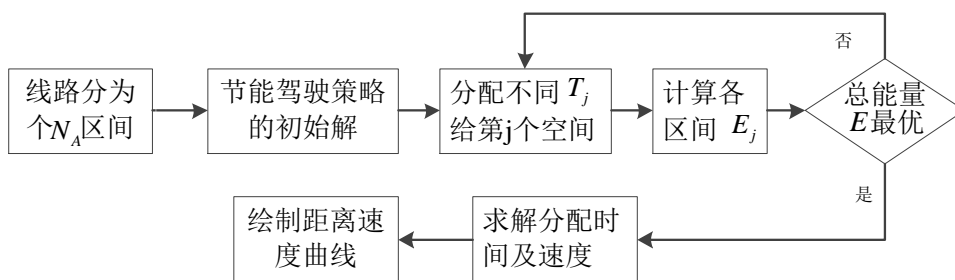 线路分为
个N_A区间
节能驾驶策略
的初始解
分配不同 T_j
给第j个空间
计算各
区间 E_j
总能量
E最优
否
是
求解分配时
间及速度
绘制距离速
度曲线